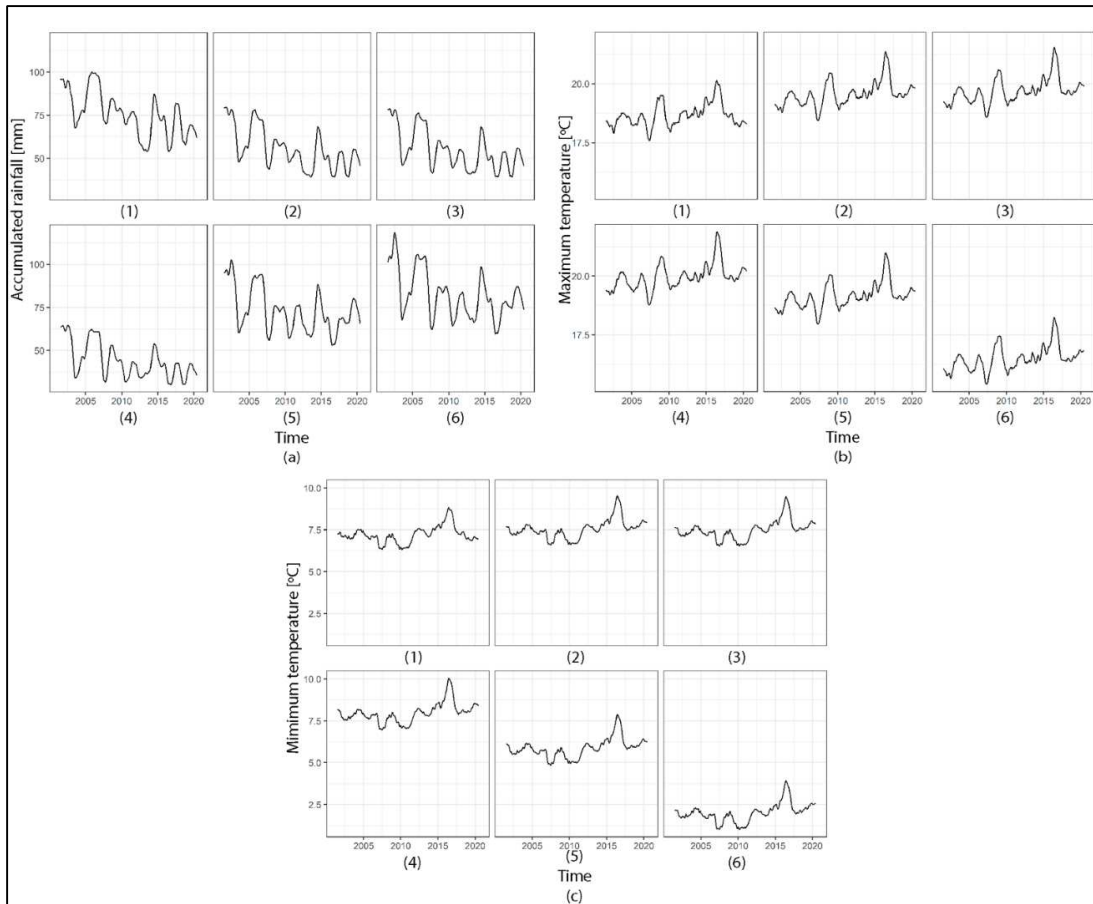 Accumulated rainfall [mm]
100
75
50
(1)
(2)
(3)
100
75
50
2005 2010 2015 2020
2005 2010 2015 2020
2005 2010 2015 2020
(4)
(5)
(6)
Time
(a)
Maximum temperature [ºC]
20.0
17.5
(1)
(2)
(3)
20.0
17.5
2005 2010 2015 2020
2005 2010 2015 2020
2005 2010 2015 2020
(4)
(5)
(6)
Time
(b)
Mimimum temperature [ºC]
10.0
7.5
5.0
2.5
(1)
(2)
(3)
10.0
7.5
5.0
2.5
2005 2010 2015 2020
2005 2010 2015 2020
2005 2010 2015 2020
(4)
(5)
(6)
Time
(c)